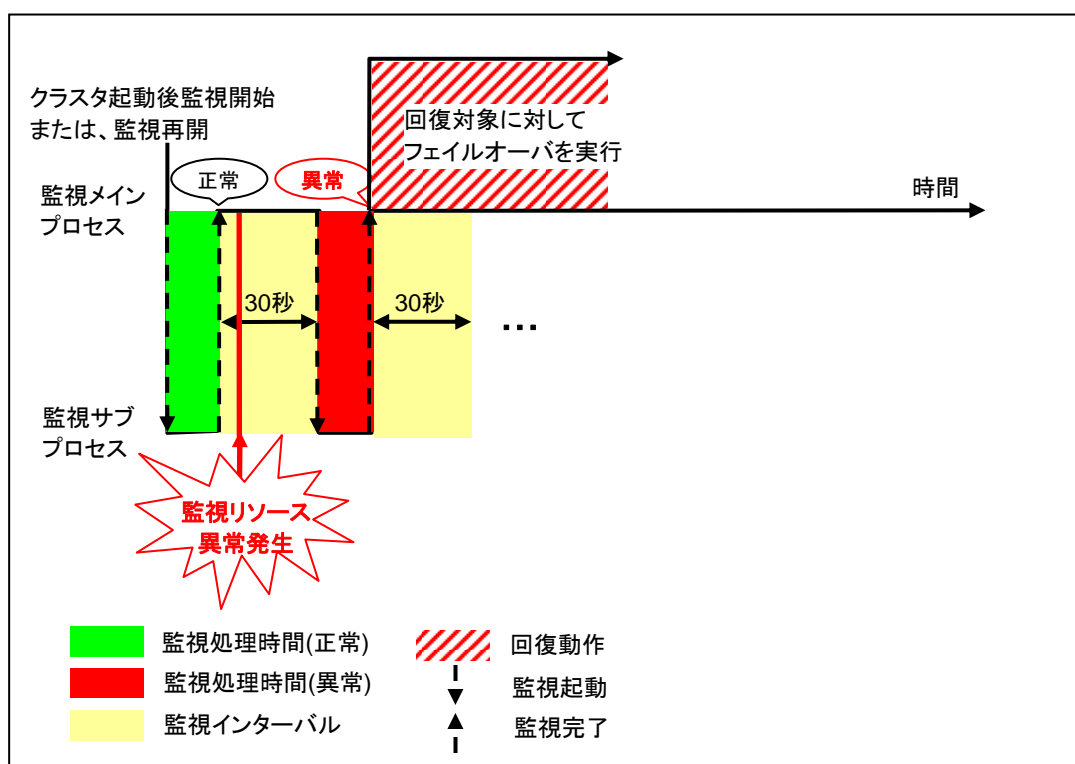 クラスタ起動後監視開始
または、監視再開
回復対象に対して
フェイルオーバを実行
正常
異常
時間
監視メイン
プロセス
30秒
30秒
...
監視サブ
プロセス
監視リソース
異常発生
監視処理時間(正常)
監視処理時間(異常)
監視インターバル
回復動作
監視起動
監視完了